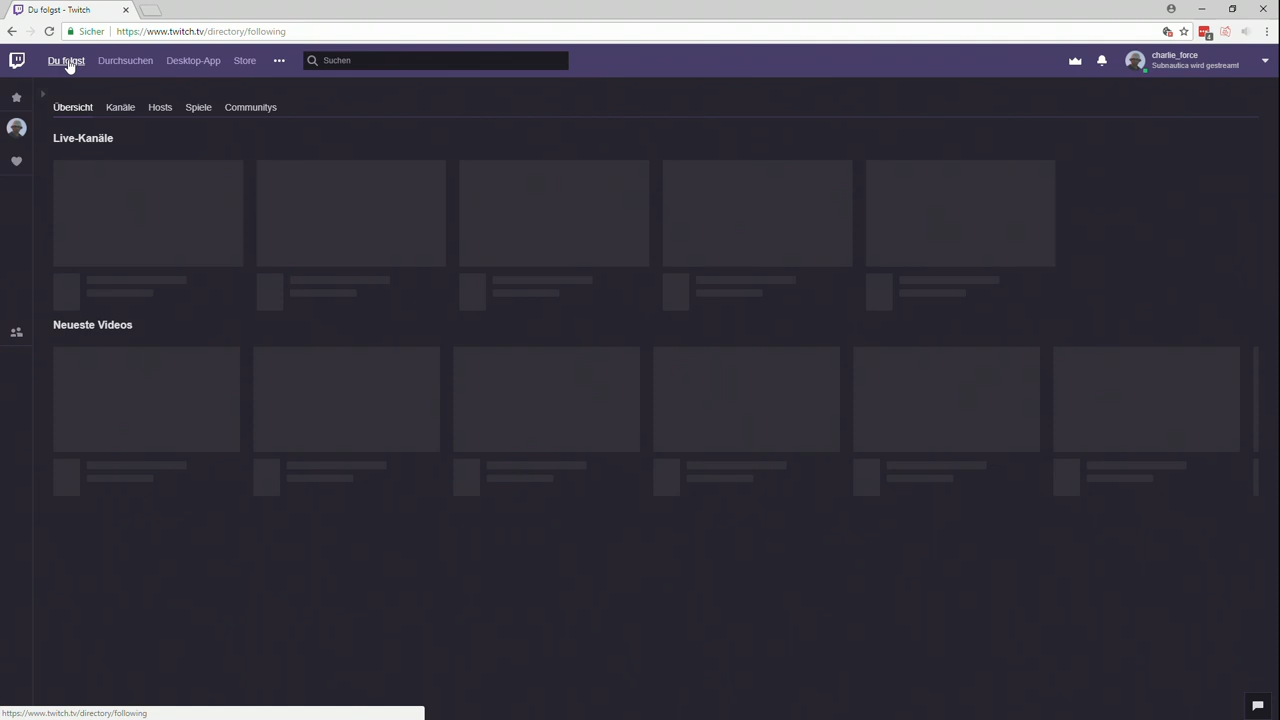 Du folgst - Twitch
Sicher https://www.twitch.tv/directory/following
4
Du folgst Durchsuchen Desktop-App Store Suchen
charlie_force
Subnautica wird gestreamt
Übersicht Kanäle Hosts Spiele Communitys
Live-Kanäle
Neueste Videos
https://www.twitch.tv/directory/following